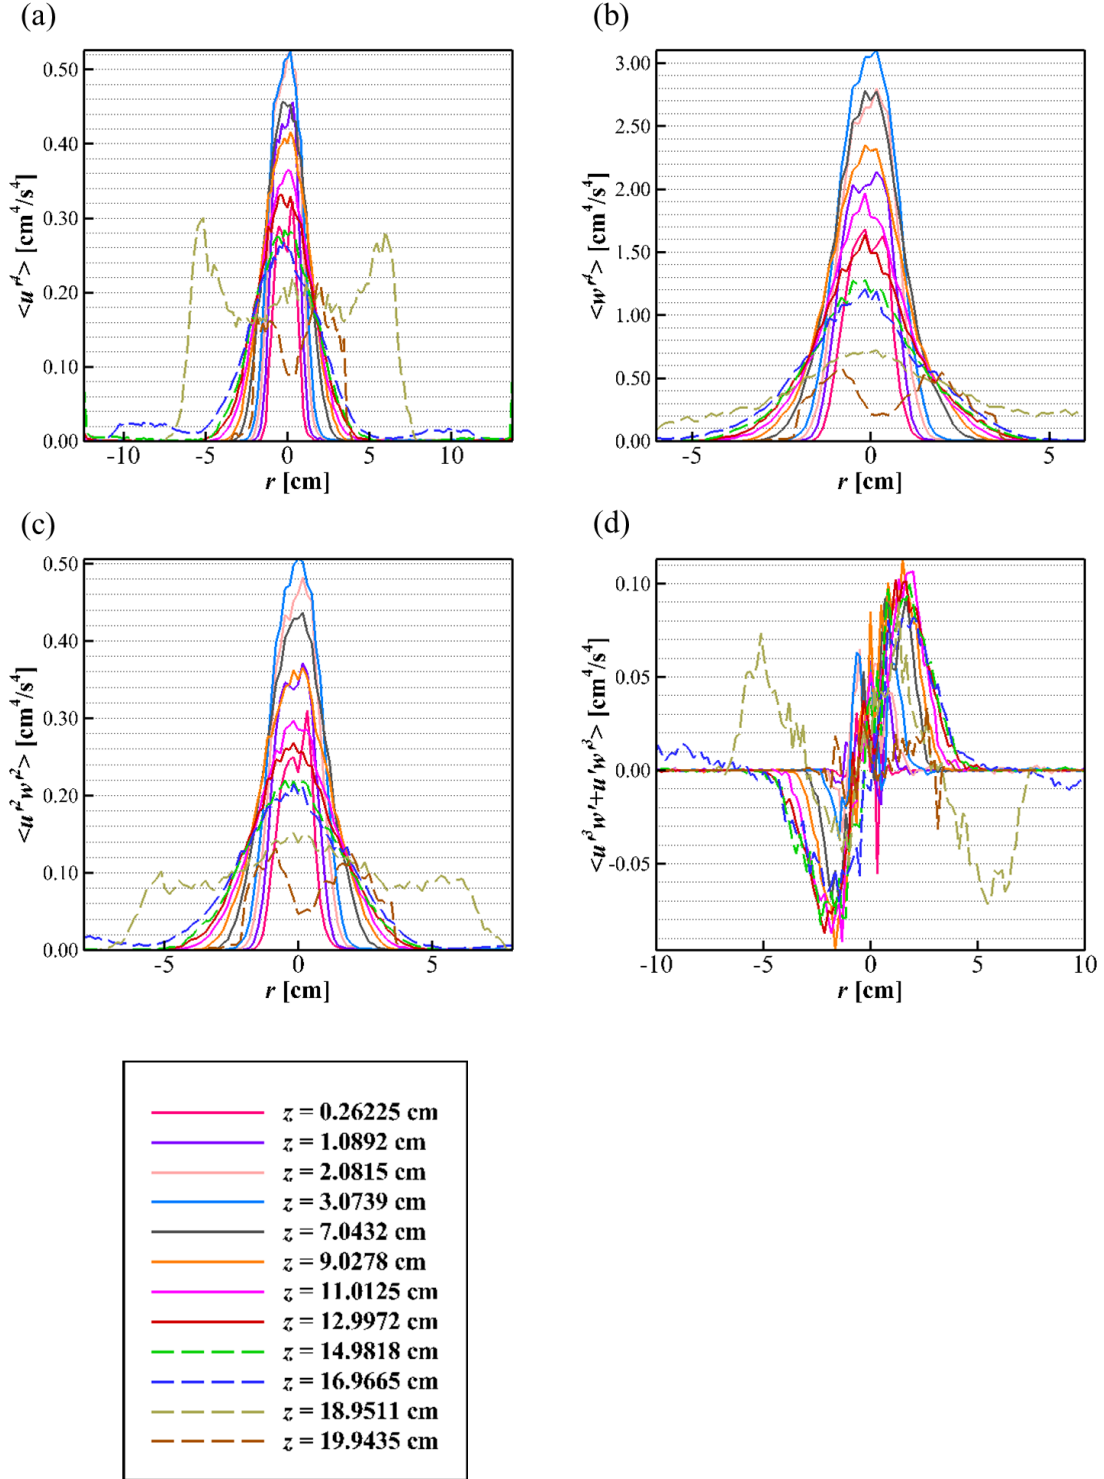 (a)
(b)
0.50
0.40
0.30
0.20
0.10
0.00
<u'⁴> [cm⁴/s⁴]
-10 -5 0 5 10
r [cm]
3.00
2.50
2.00
1.50
1.00
0.50
0.00
<w'⁴> [cm⁴/s⁴]
-5 0 5
r [cm]
(c)
(d)
0.50
0.40
0.30
0.20
0.10
0.00
<u'²w'²> [cm⁴/s⁴]
-5 0 5
r [cm]
0.10
0.05
0.00
-0.05
<u'³w'+u'w'³> [cm⁴/s⁴]
-10 -5 0 5 10
r [cm]
z = 0.26225 cm
z = 1.0892 cm
z = 2.0815 cm
z = 3.0739 cm
z = 7.0432 cm
z = 9.0278 cm
z = 11.0125 cm
z = 12.9972 cm
z = 14.9818 cm
z = 16.9665 cm
z = 18.9511 cm
z = 19.9435 cm